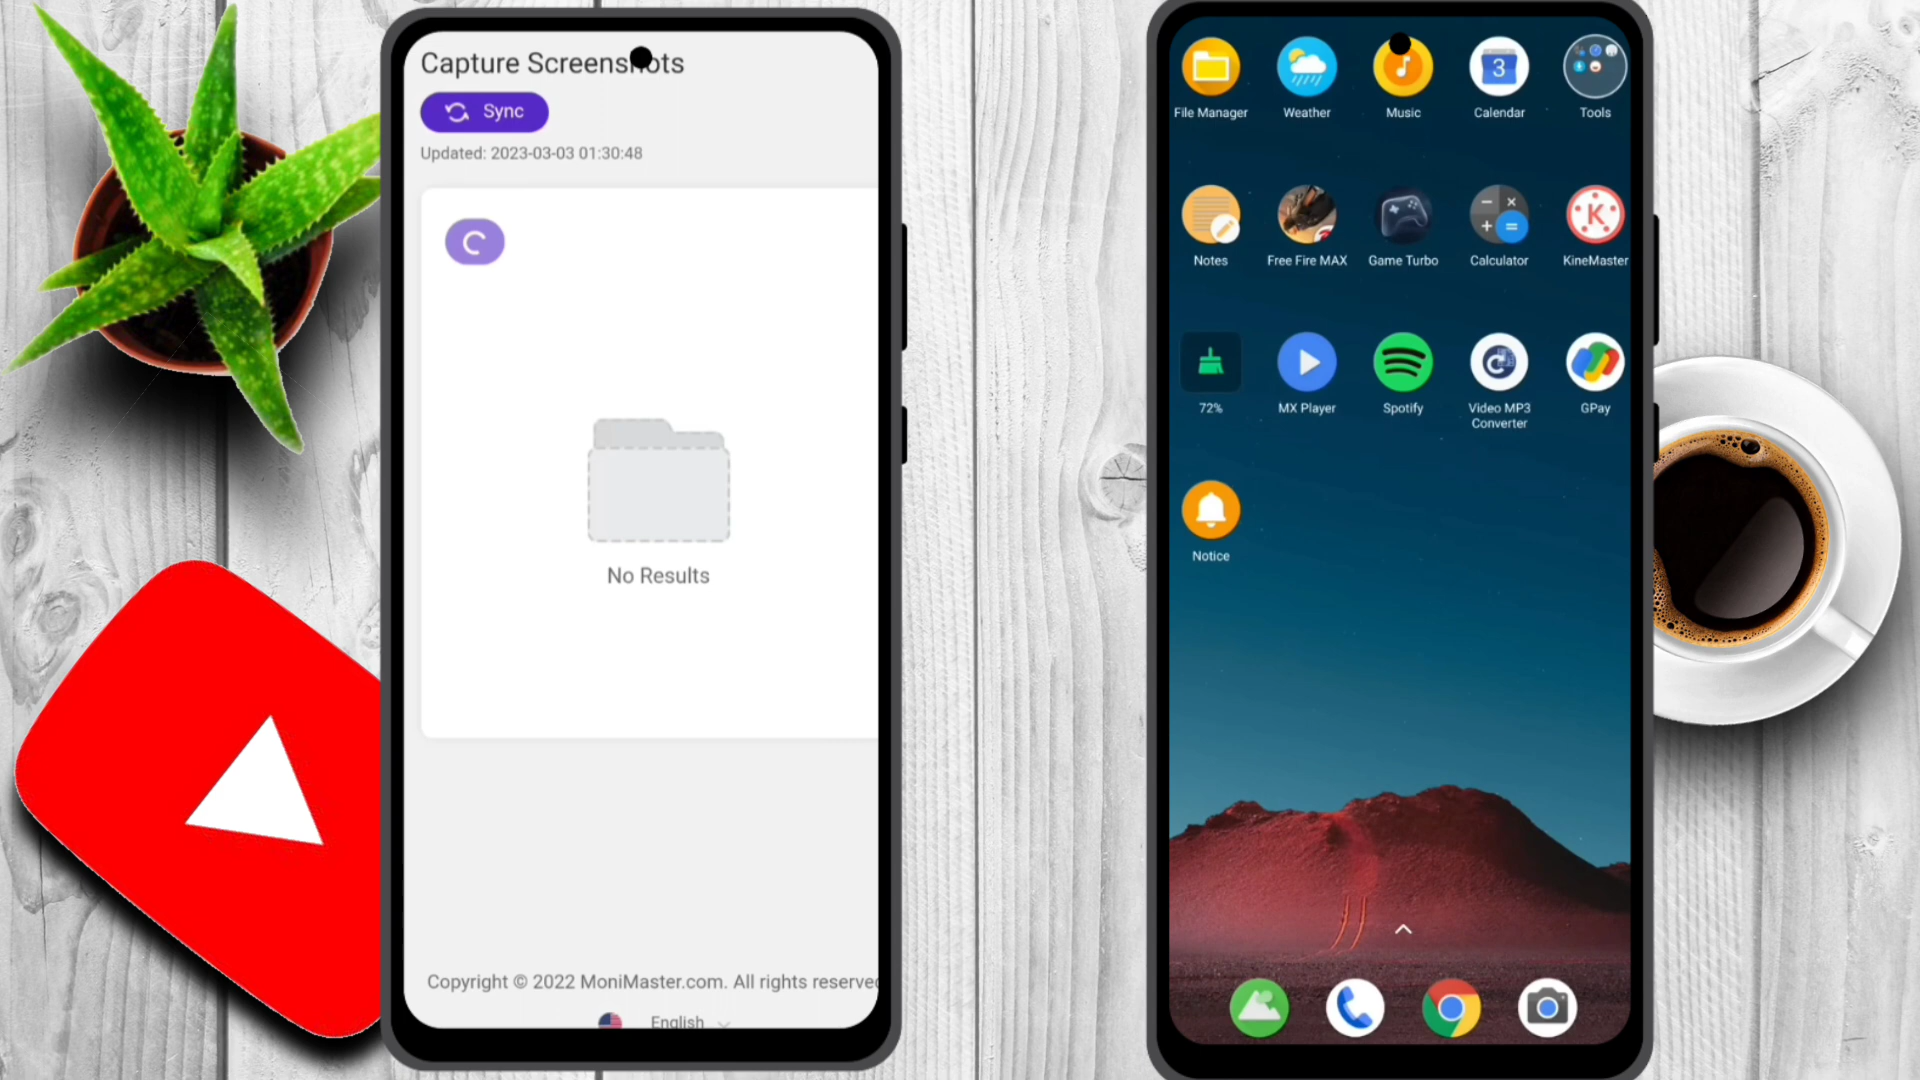 Capture Screenshots
Sync
Updated: 2023-03-03 01:30:48
No Results
Copyright © 2022 MoniMaster.com. All rights reserved
English
3
File Manager
Weather
Music
Calendar
Tools
K
Notes
Free Fire MAX
Game Turbo
Calculator
KineMaster
72%
MX Player
Spotify
Video MP3
Converter
GPay
Notice